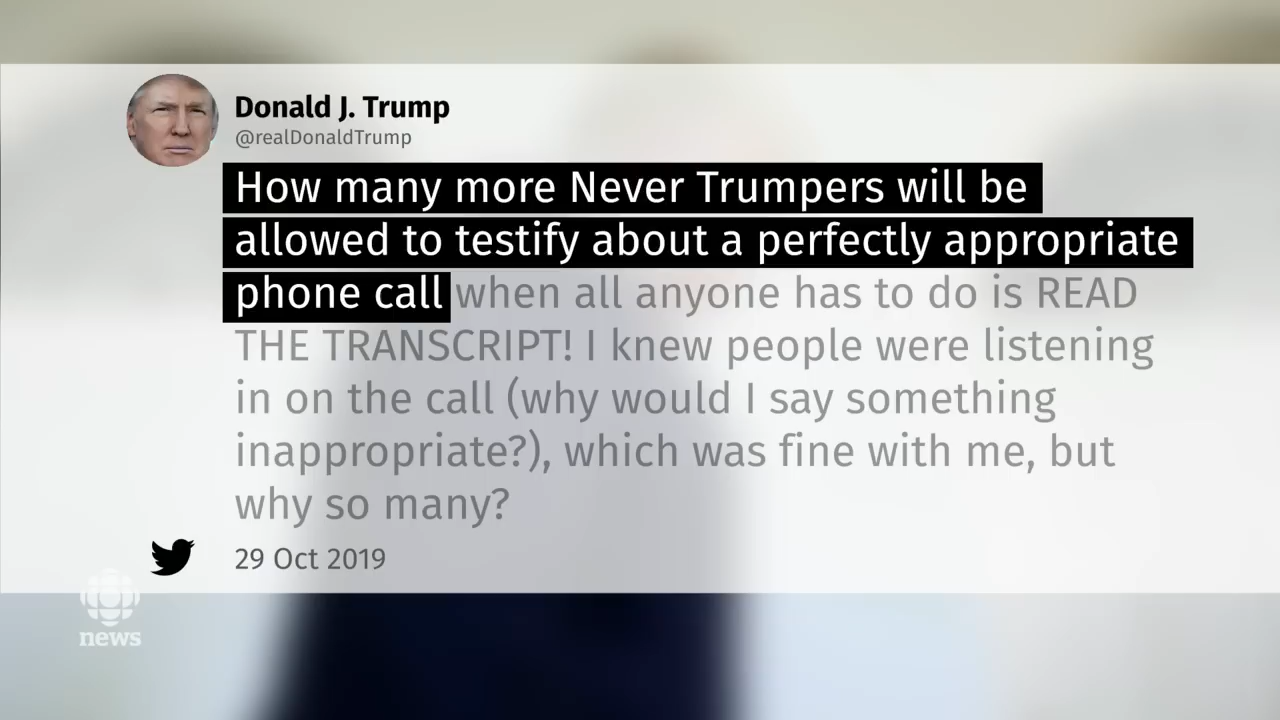 Donald J. Trump
@realDonaldTrump
How many more Never Trumpers will be
allowed to testify about a perfectly appropriate
phone call when all anyone has to do is READ
THE TRANSCRIPT! I knew people were listening
in on the call (why would I say something
inappropriate?), which was fine with me, but
why so many?
29 Oct 2019
news